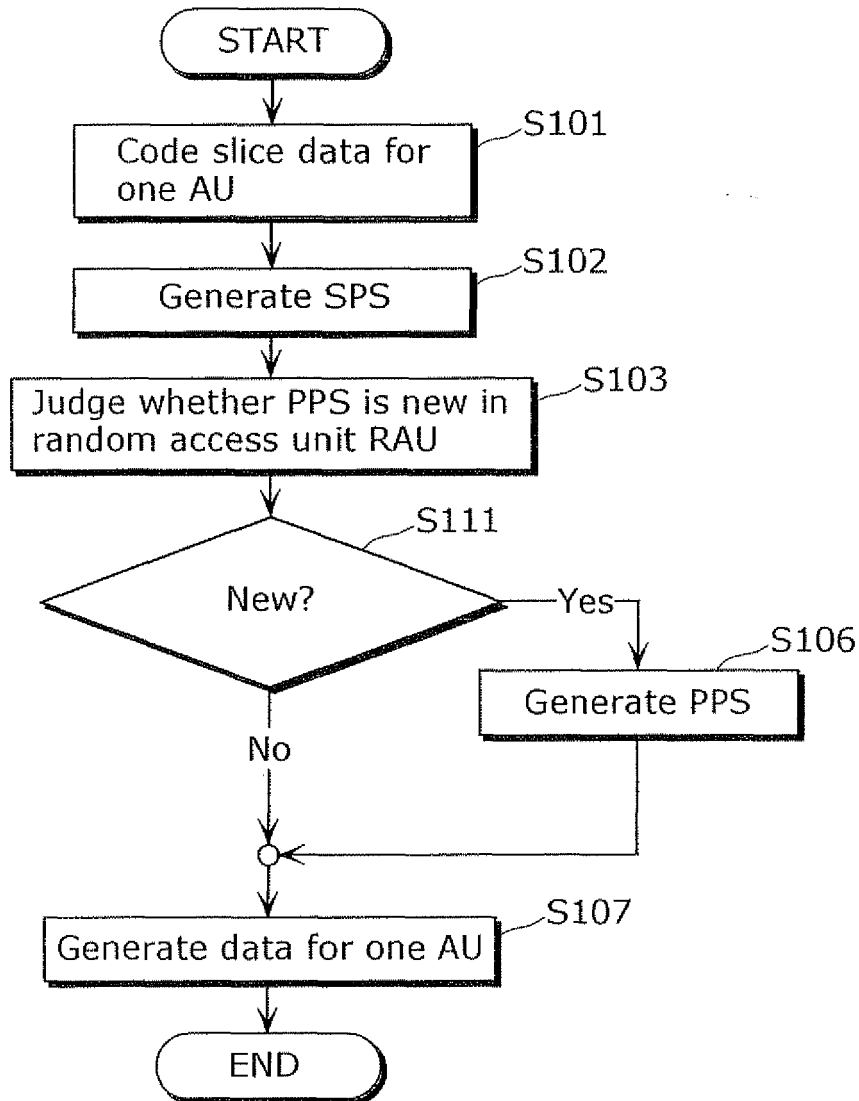 START
S101
Code slice data for
one AU
S102
Generate SPS
S103
Judge whether PPS is new in
random access unit RAU
S111
New?
Yes
S106
Generate PPS
No
S107
Generate data for one AU
END